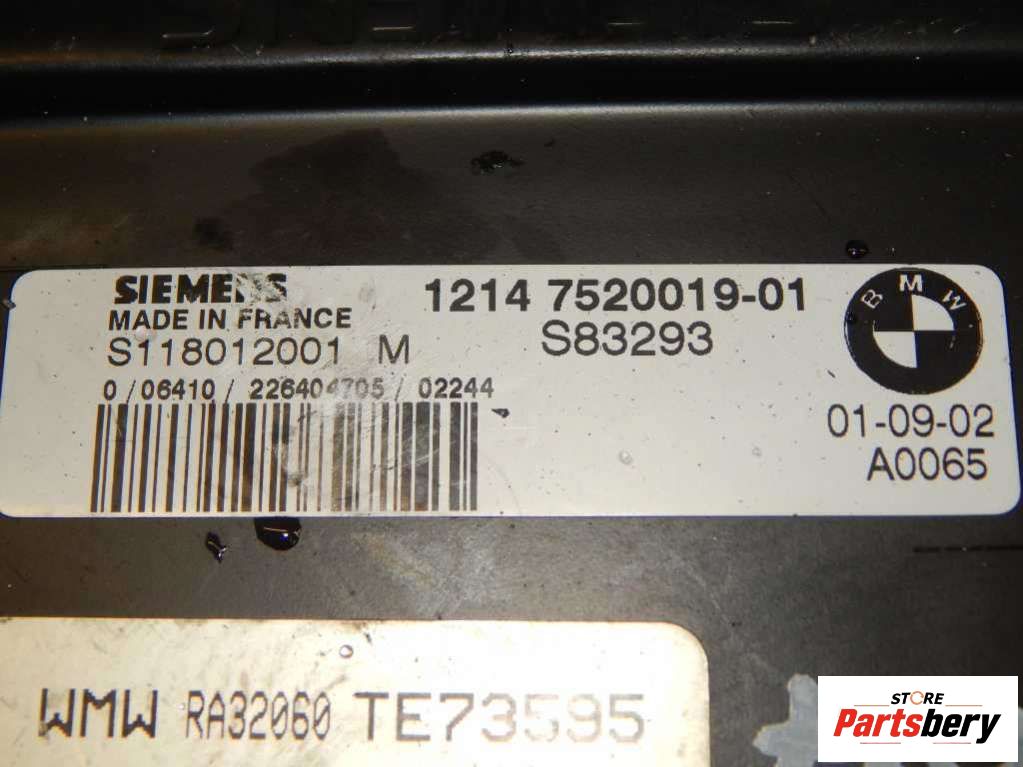 SIEMENS
MADE IN FRANCE
S118012001 M
0/06410/226404705/02244
1214 7520019-01
S83293
BMW
01-09-02
A0065
WMW RA32060 TE73595
STORE
Partsbery